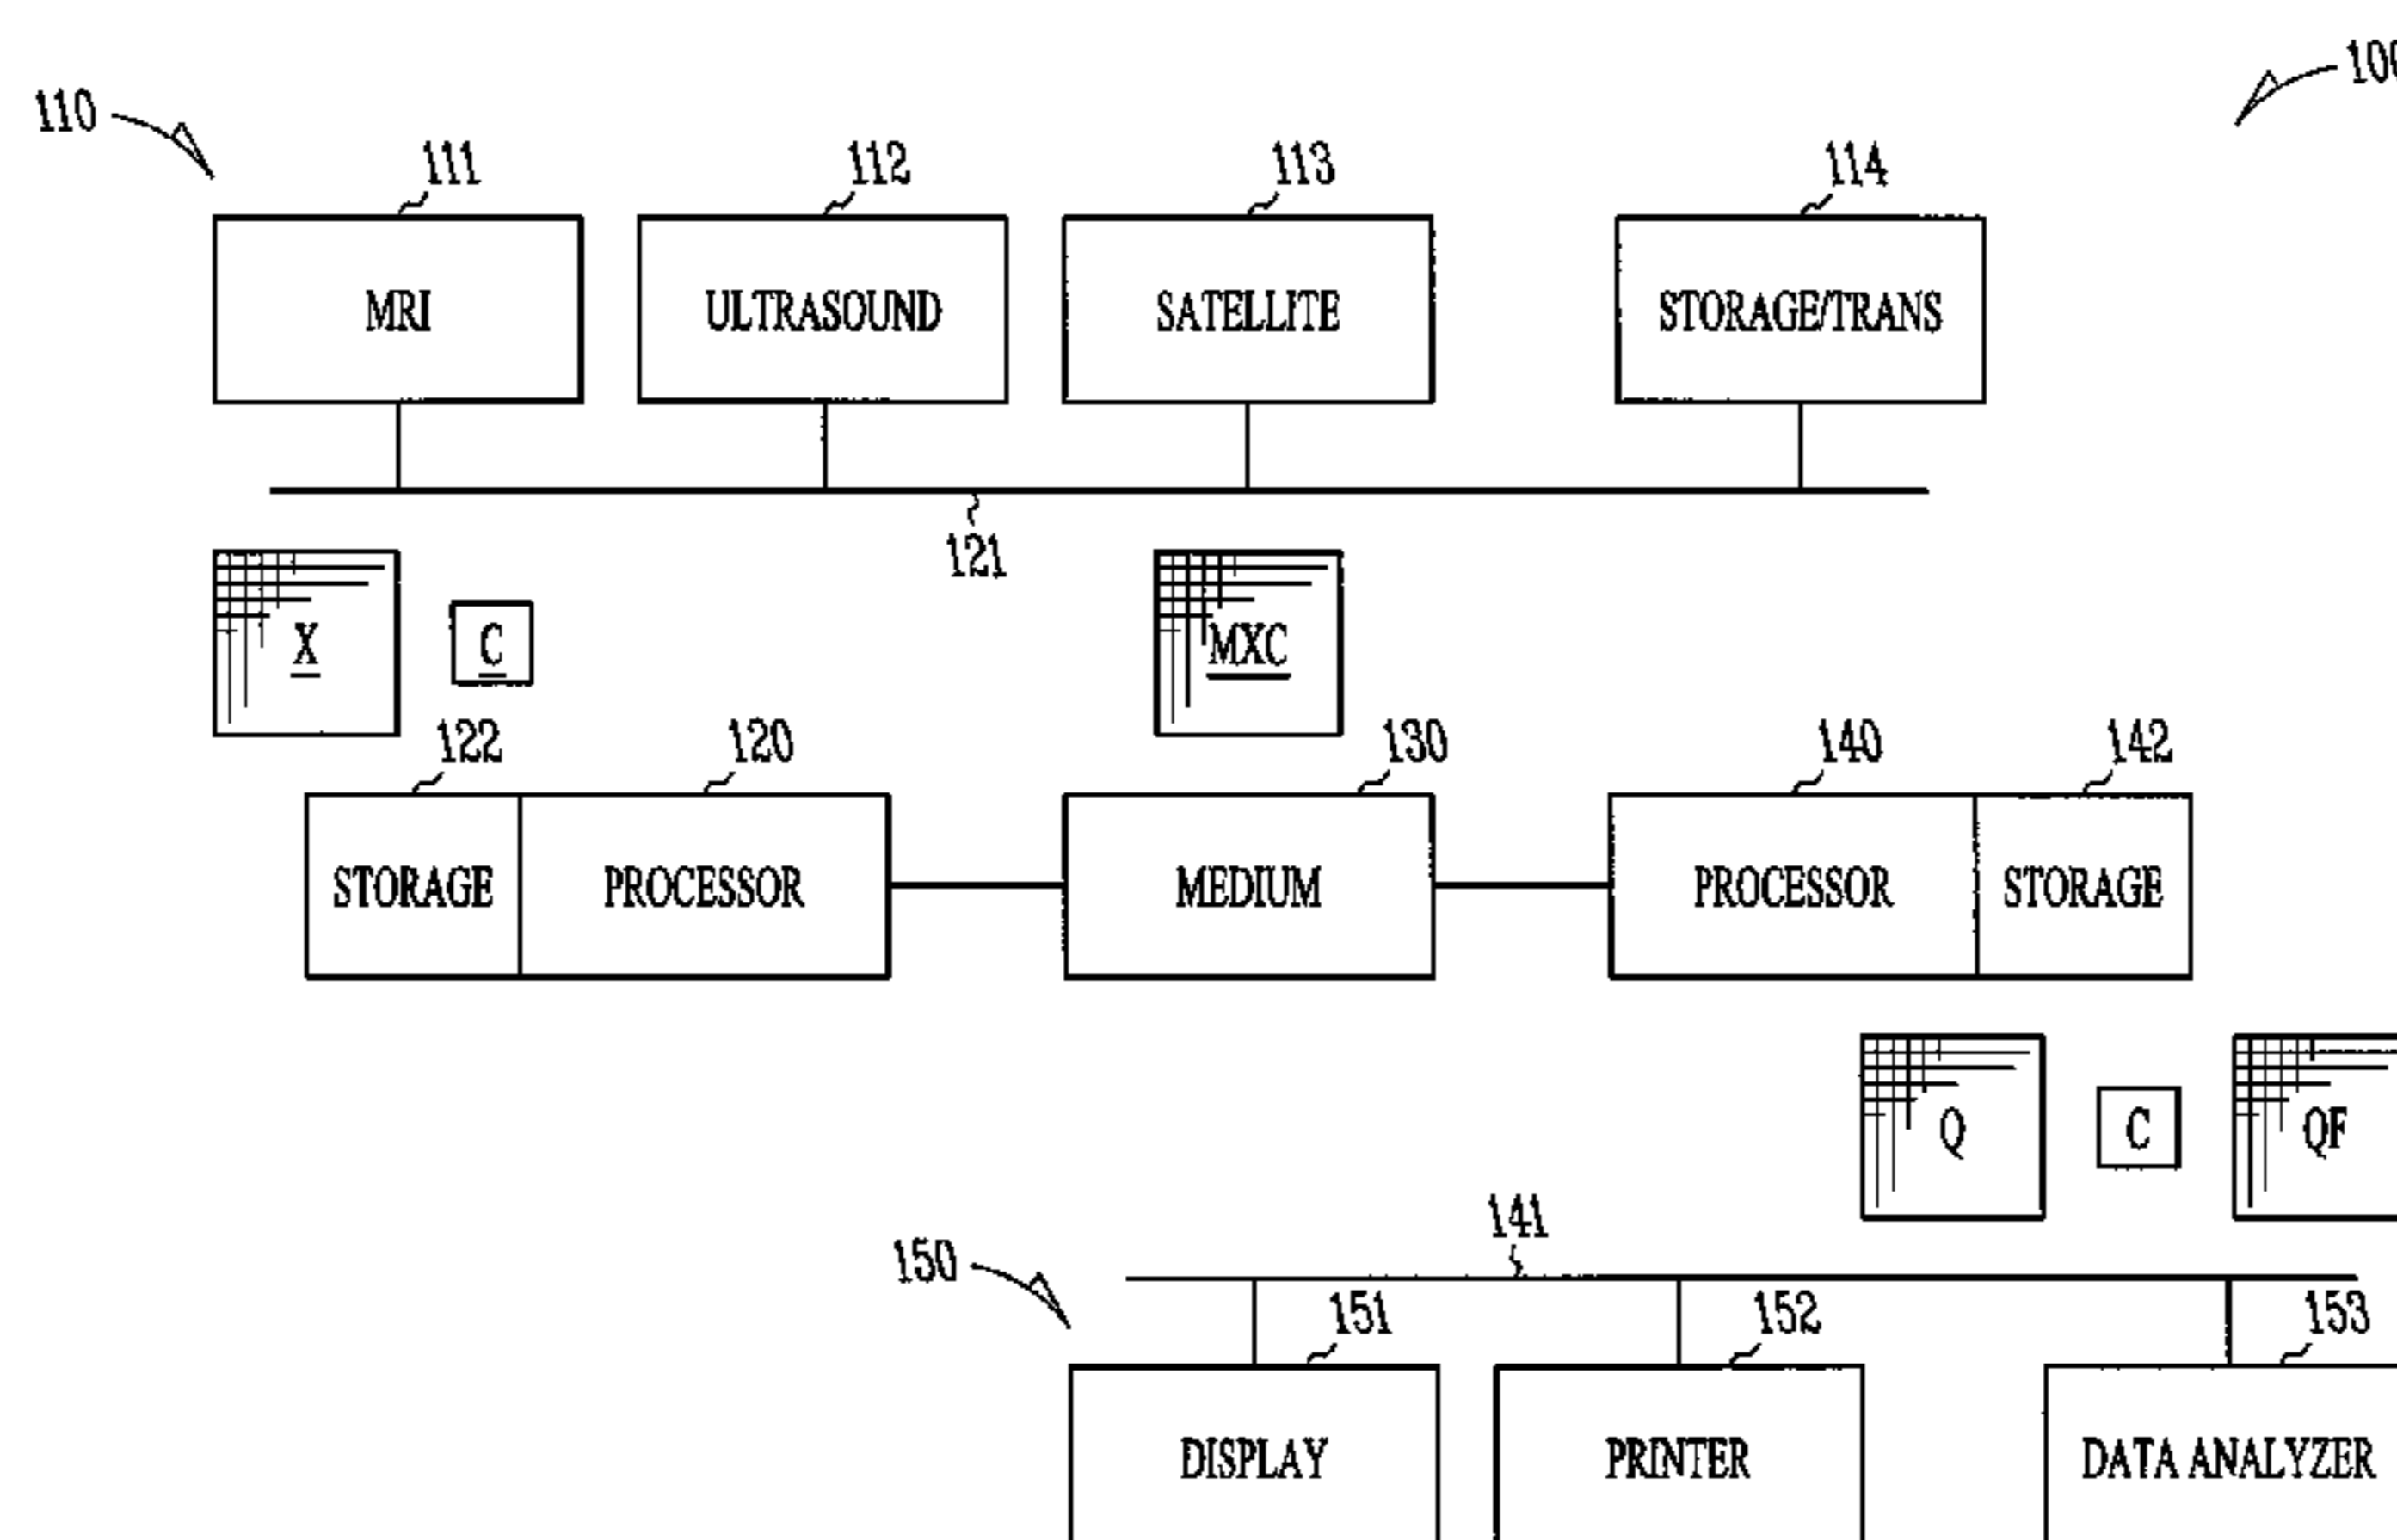 110
100
111
112
113
114
MRI
ULTRASOUND
SATELLITE
STORAGE/TRANS
121
X
C
MXC
122
120
130
140
142
STORAGE
PROCESSOR
MEDIUM
PROCESSOR
STORAGE
Q
C
QF
141
150
151
152
153
DISPLAY
PRINTER
DATA ANALYZER